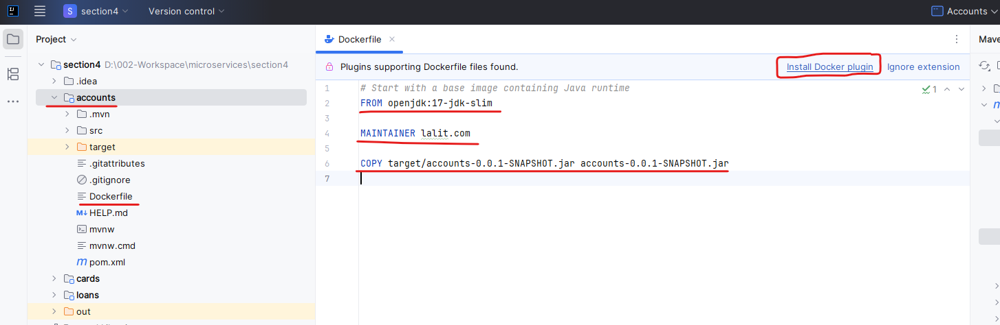 S section4 Version control Accounts
Project
Dockerfile
Mave
section4 D:\002-Workspace\microservices\section4
Plugins supporting Dockerfile files found. Install Docker plugin Ignore extension
.idea
accounts
.mvn
src
target
.gitattributes
.gitignore
Dockerfile
M↓ HELP.md
mvnw
mvnw.cmd
m pom.xml
cards
loans
out
1 # Start with a base image containing Java runtime
2 FROM openjdk:17-jdk-slim
3
4 MAINTAINER lalit.com
5
6 COPY target/accounts-0.0.1-SNAPSHOT.jar accounts-0.0.1-SNAPSHOT.jar
7
1